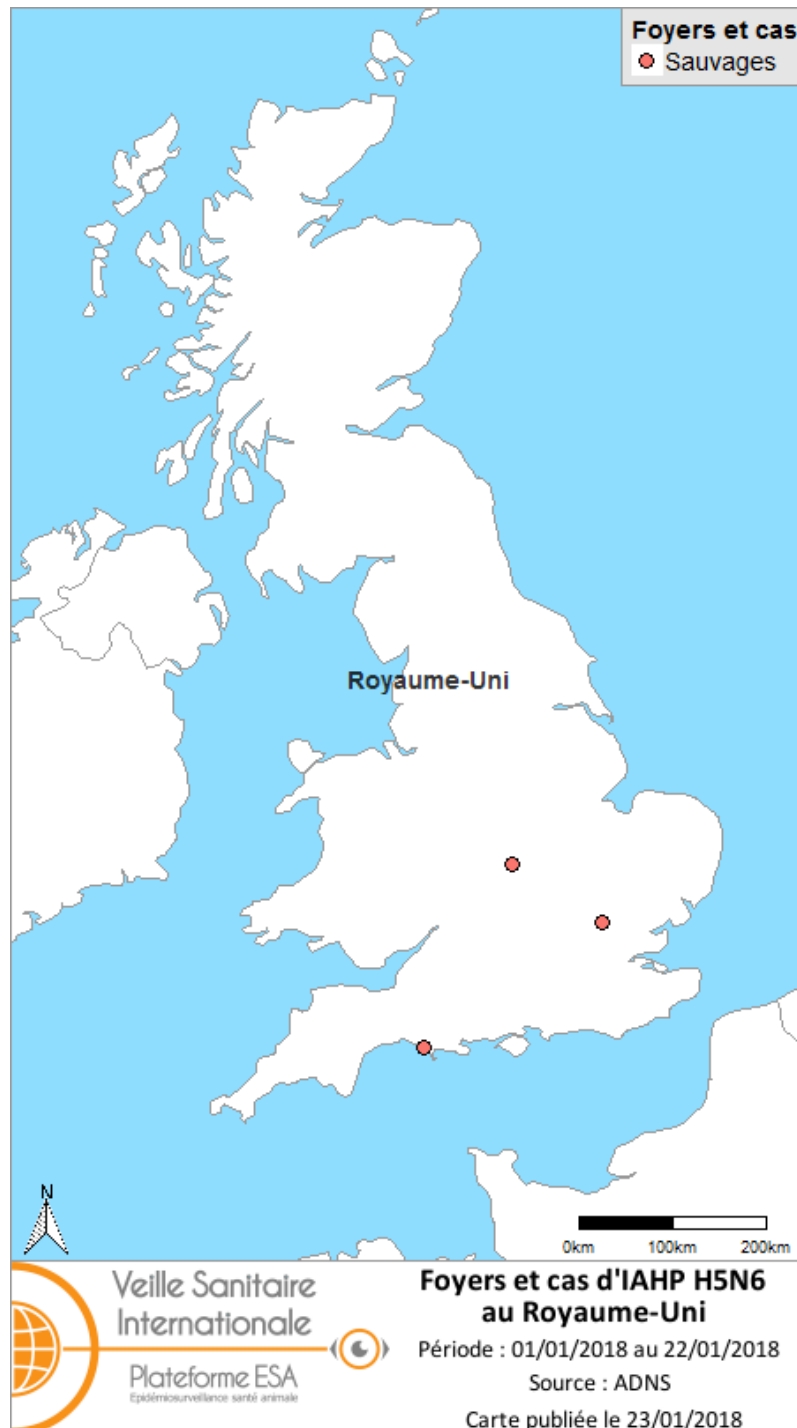 Foyers et cas
Sauvages
Royaume-Uni
N
0km 100km 200km
Veille Sanitaire
Internationale
Plateforme ESA
Epidémiosurveillance santé animale
Foyers et cas d'IAHP H5N6
au Royaume-Uni
Période : 01/01/2018 au 22/01/2018
Source : ADNS
Carte publiée le 23/01/2018